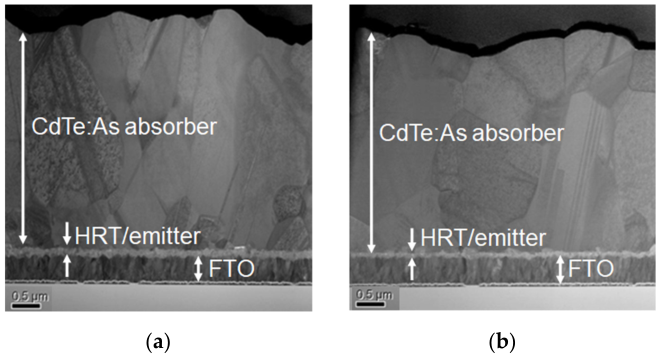 CdTe:As absorber
HRT/emitter
FTO
0.5 µm
CdTe:As absorber
HRT/emitter
FTO
0.5 µm
(a)
(b)